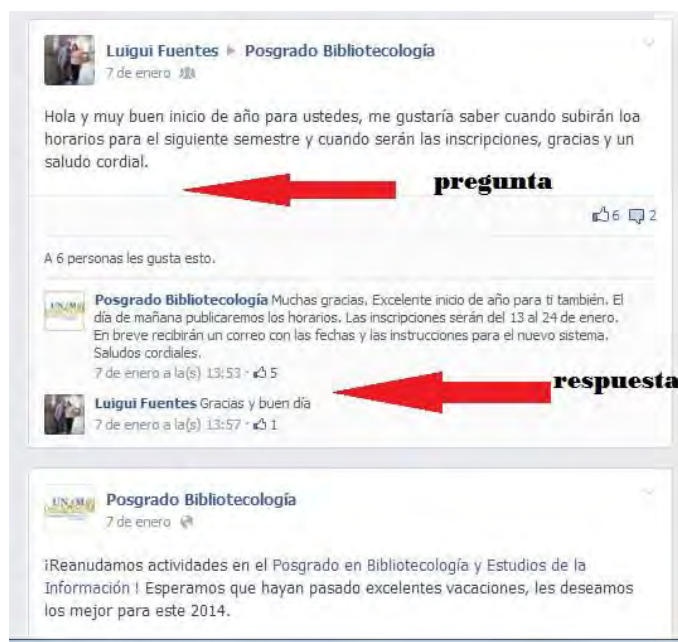 Luigui Fuentes ▸ Posgrado Bibliotecología
7 de enero
Hola y muy buen inicio de año para ustedes, me gustaría saber cuando subirán loa
horarios para el siguiente semestre y cuando serán las inscripciones, gracias y un
saludo cordial.
pregunta
6 2
A 6 personas les gusta esto.
Posgrado Bibliotecología Muchas gracias. Excelente inicio de año para ti también. El
día de mañana publicaremos los horarios. Las inscripciones serán del 13 al 24 de enero.
En breve recibirán un correo con las fechas y las instrucciones para el nuevo sistema.
Saludos cordiales.
7 de enero a la(s) 13:53 · 5
respuesta
Luigui Fuentes Gracias y buen día
7 de enero a la(s) 13:57 · 1
Posgrado Bibliotecología
7 de enero
¡Reanudamos actividades en el Posgrado en Bibliotecología y Estudios de la
Información ! Esperamos que hayan pasado excelentes vacaciones, les deseamos
los mejor para este 2014.